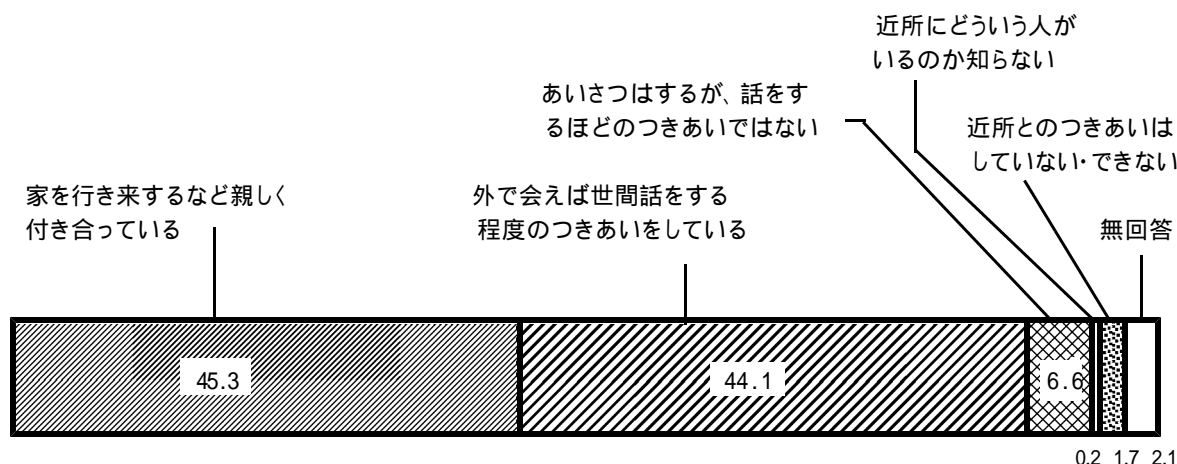 近所にどういう人が
いるのか知らない
あいさつはするが、話をす
るほどのつきあいではない
近所とのつきあいは
していない・できない
家を行き来するなど親しく
付き合っている
外で会えば世間話をする
程度のつきあいをしている
無回答
45.3
44.1
6.6
0.2 1.7 2.1